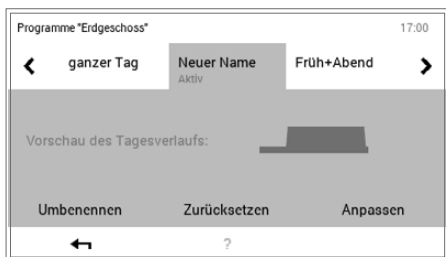 Programme "Erdgeschoss" 17:00
ganzer Tag Neuer Name Früh+Abend
Aktiv
Vorschau des Tagesverlaufs:
Umbenennen Zurücksetzen Anpassen
?